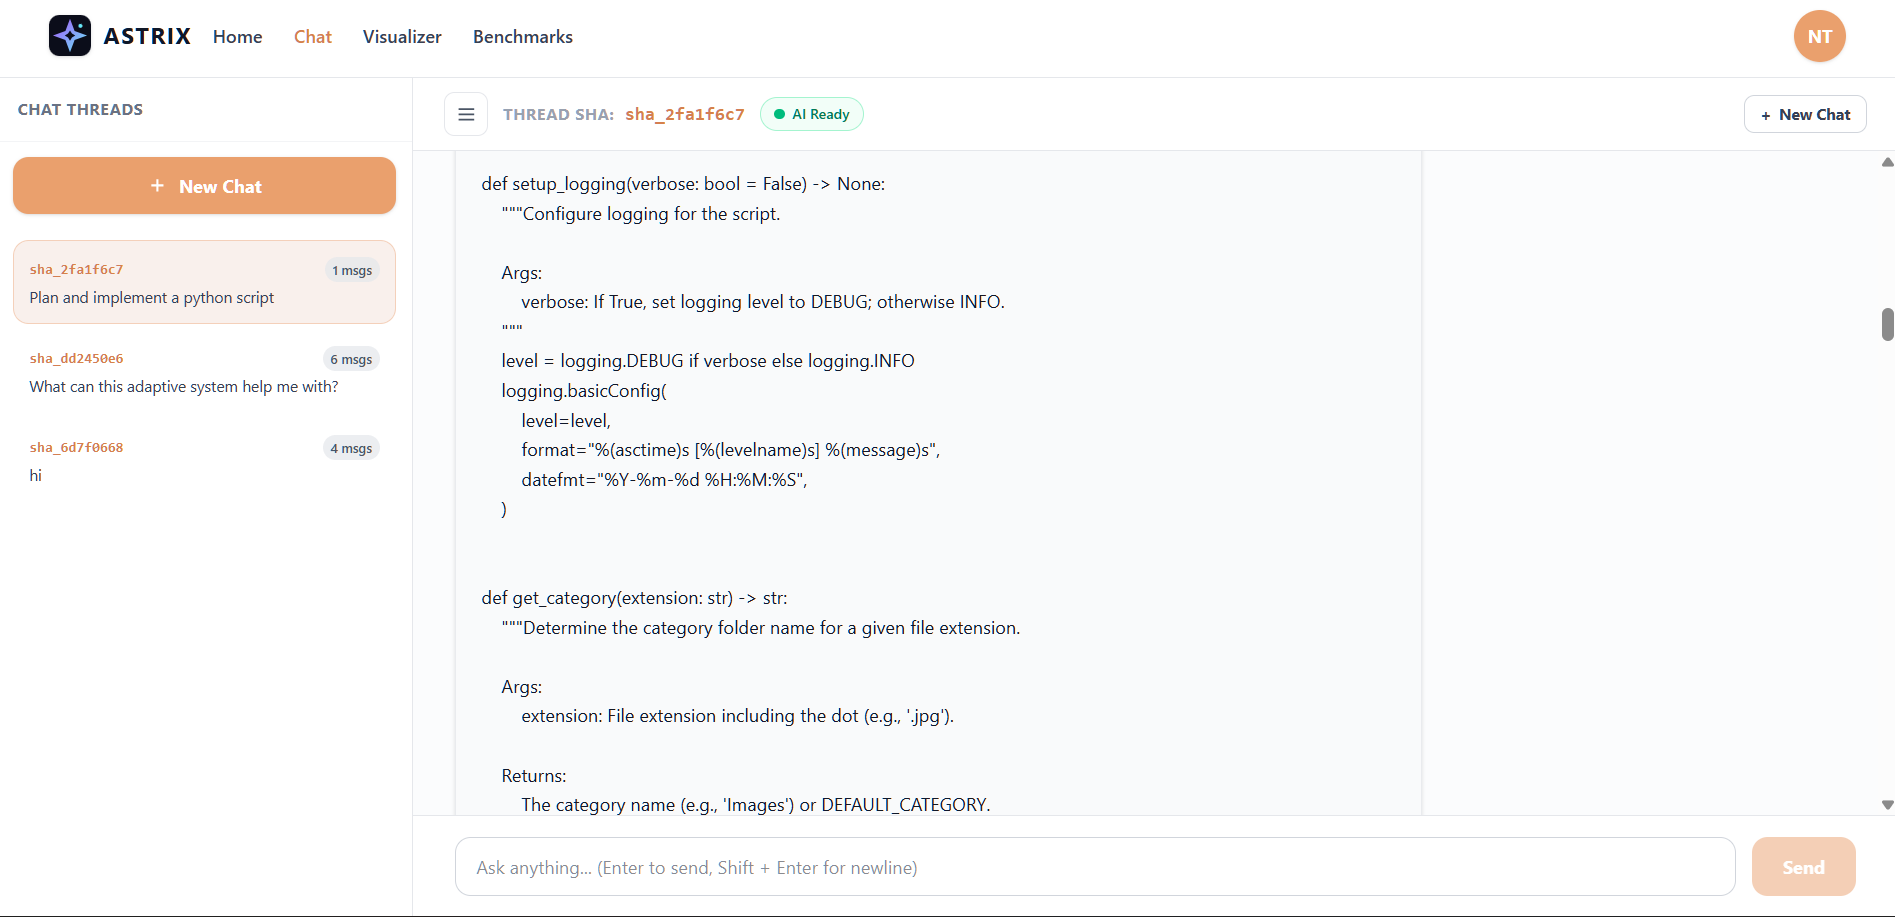 ASTRIX
Home
Chat
Visualizer
Benchmarks
NT
CHAT THREADS
+ New Chat
sha_2fa1f6c7
1 msgs
Plan and implement a python script
sha_dd2450e6
6 msgs
What can this adaptive system help me with?
sha_6d7f0668
4 msgs
hi
THREAD SHA: sha_2fa1f6c7
AI Ready
+ New Chat
def setup_logging(verbose: bool = False) -> None:
    """Configure logging for the script.
    Args:
        verbose: If True, set logging level to DEBUG; otherwise INFO.
    """
    level = logging.DEBUG if verbose else logging.INFO
    logging.basicConfig(
        level=level,
        format="%(asctime)s [%(levelname)s] %(message)s",
        datefmt="%Y-%m-%d %H:%M:%S",
    )
def get_category(extension: str) -> str:
    """Determine the category folder name for a given file extension.
    Args:
        extension: File extension including the dot (e.g., '.jpg').
    Returns:
        The category name (e.g., 'Images') or DEFAULT_CATEGORY.
Ask anything... (Enter to send, Shift + Enter for newline)
Send